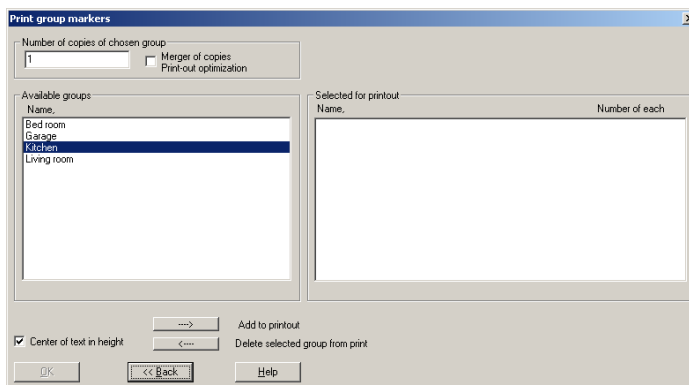 Print group markers
Number of copies of chosen group
1
Merger of copies
Print-out optimization
Available groups
Name,
Bed room
Garage
Kitchen
Living room
Selected for printout
Name, Number of each
----> Add to printout
Center of text in height
<---- Delete selected group from print
OK
<< Back
Help